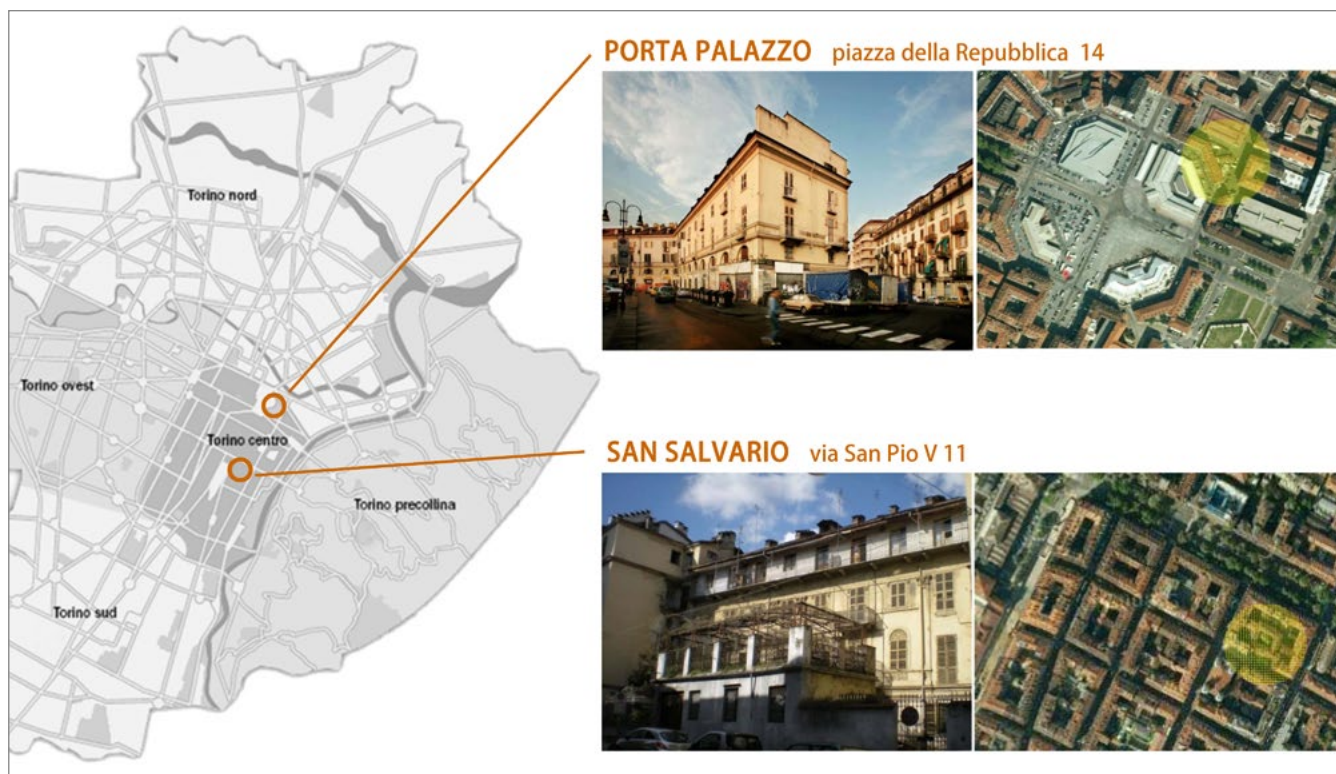 PORTA PALAZZO piazza della Repubblica 14
Torino nord
Torino ovest
Torino centro
SAN SALVARIO via San Pio V 11
Torino precollina
Torino sud